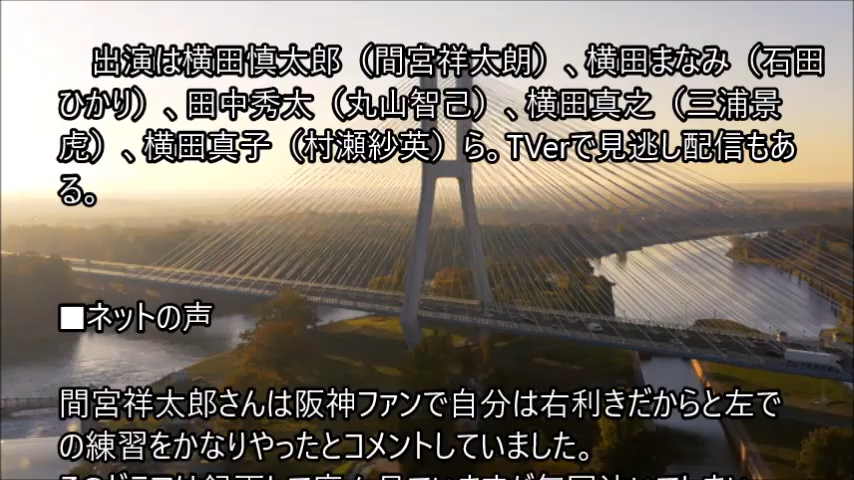 出演は横田慎太郎（間宮祥太朗）、横田まなみ（石田
ひかり）、田中秀太（丸山智己）、横田真之（三浦景
虎）、横田真子（村瀬紗英）ら。TVerで見逃し配信もあ
る。
■ネットの声
間宮祥太郎さんは阪神ファンで自分は右利きだからと左で
の練習をかなりやったとコメントしていました。